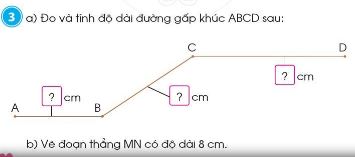 3 a) Đo và tính độ dài đường gấp khúc ABCD sau:
C D
? cm
? cm ? cm
A B
b) Vẽ đoạn thẳng MN có độ dài 8 cm.